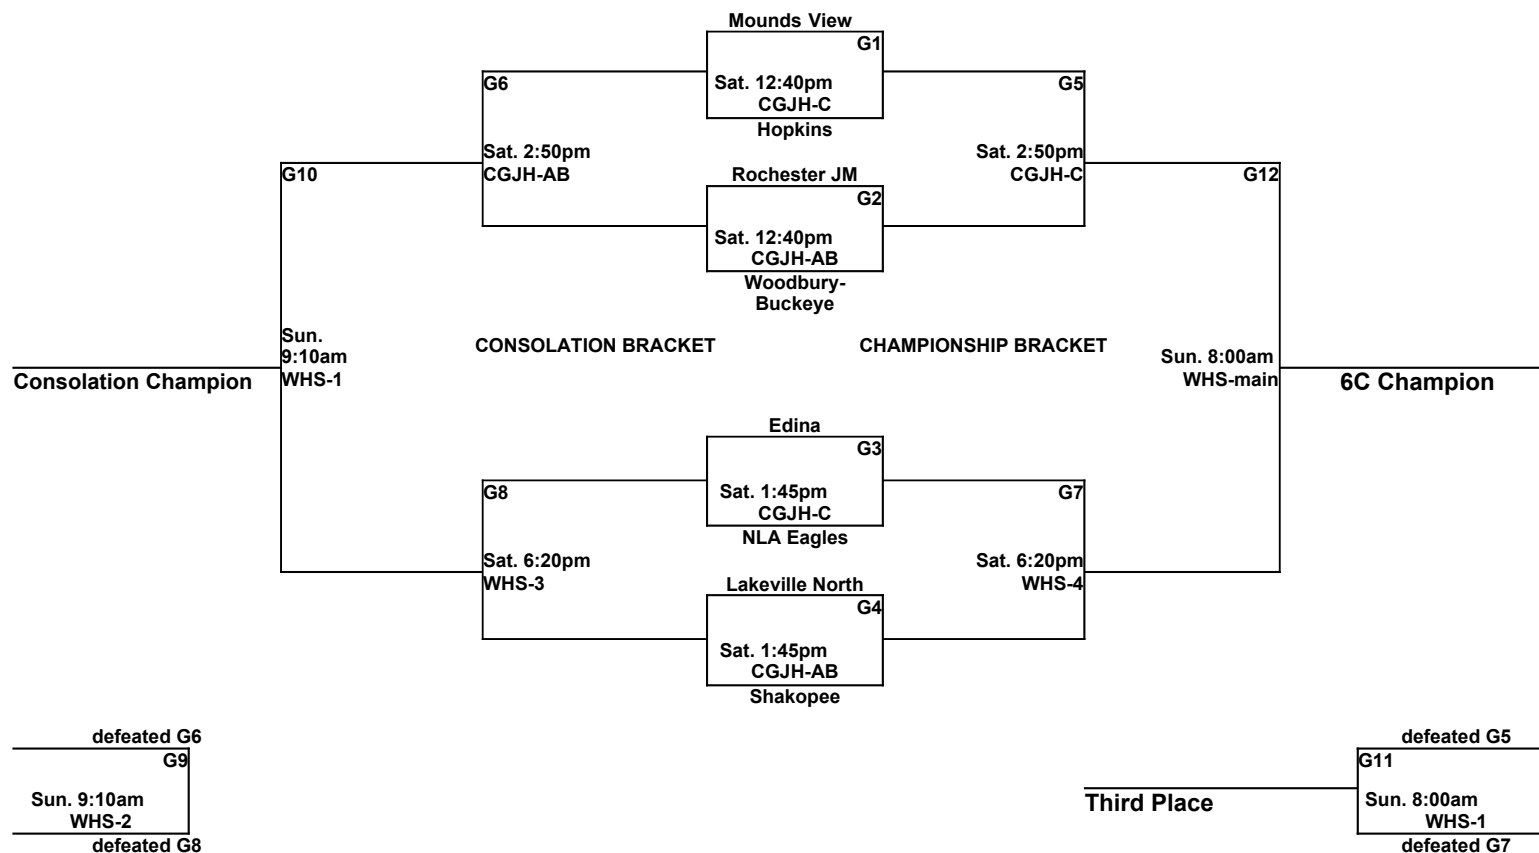 Mounds View
G1
Sat. 12:40pm
CGJH-C
Hopkins
G6
Sat. 2:50pm
CGJH-AB
G5
Sat. 2:50pm
CGJH-C
Rochester JM
G2
Sat. 12:40pm
CGJH-AB
Woodbury-
Buckeye
G10
Sun.
9:10am
WHS-1
Consolation Champion
CONSOLATION BRACKET
CHAMPIONSHIP BRACKET
G12
Sun. 8:00am
WHS-main
6C Champion
Edina
G3
Sat. 1:45pm
CGJH-C
NLA Eagles
G8
Sat. 6:20pm
WHS-3
G7
Sat. 6:20pm
WHS-4
Lakeville North
G4
Sat. 1:45pm
CGJH-AB
Shakopee
defeated G6
G9
Sun. 9:10am
WHS-2
defeated G8
Third Place
defeated G5
G11
Sun. 8:00am
WHS-1
defeated G7